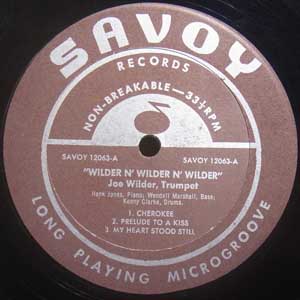 SAVOY
RECORDS
NON-BREAKABLE—33⅓RPM
SAVOY 12063-A SAVOY 12063-A
"WILDER N' WILDER N' WILDER"
Joe Wilder, Trumpet
Hank Jones, Piano; Wendell Marshall, Bass;
Kenny Clarke, Drums.
1. CHEROKEE
2. PRELUDE TO A KISS
3 MY HEART STOOD STILL
LONG PLAYING MICROGROOVE